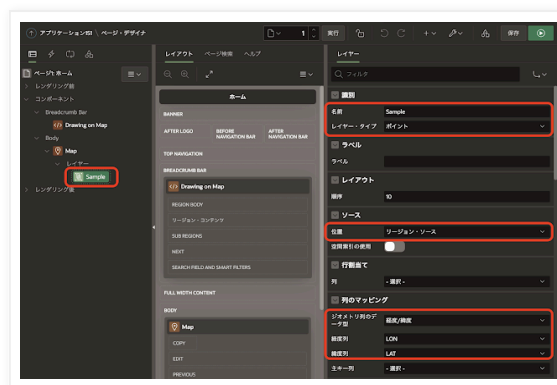 アプリケーション151 \ ページ・デザイナ
1
実行
保存
ページ1: ホーム
レンダリング前
コンポーネント
Breadcrumb Bar
Drawing on Map
Body
Map
レイヤー
Sample
レンダリング後
レイアウト
ページ検索
ヘルプ
ホーム
BANNER
AFTER LOGO
BEFORE NAVIGATION BAR
AFTER NAVIGATION BAR
TOP NAVIGATION
BREADCRUMB BAR
Drawing on Map
REGION BODY
リージョン・コンテンツ
SUB REGIONS
NEXT
SEARCH FIELD AND SMART FILTERS
FULL WIDTH CONTENT
BODY
Map
COPY
EDIT
PREVIOUS
レイヤー
フィルタ
識別
名前 Sample
レイヤー・タイプ ポイント
ラベル
ラベル
レイアウト
順序 10
ソース
位置 リージョン・ソース
空間索引の使用
行割当て
列 - 選択 -
列のマッピング
ジオメトリ列のデータ型 経度/緯度
経度列 LON
緯度列 LAT
主キー列 - 選択 -